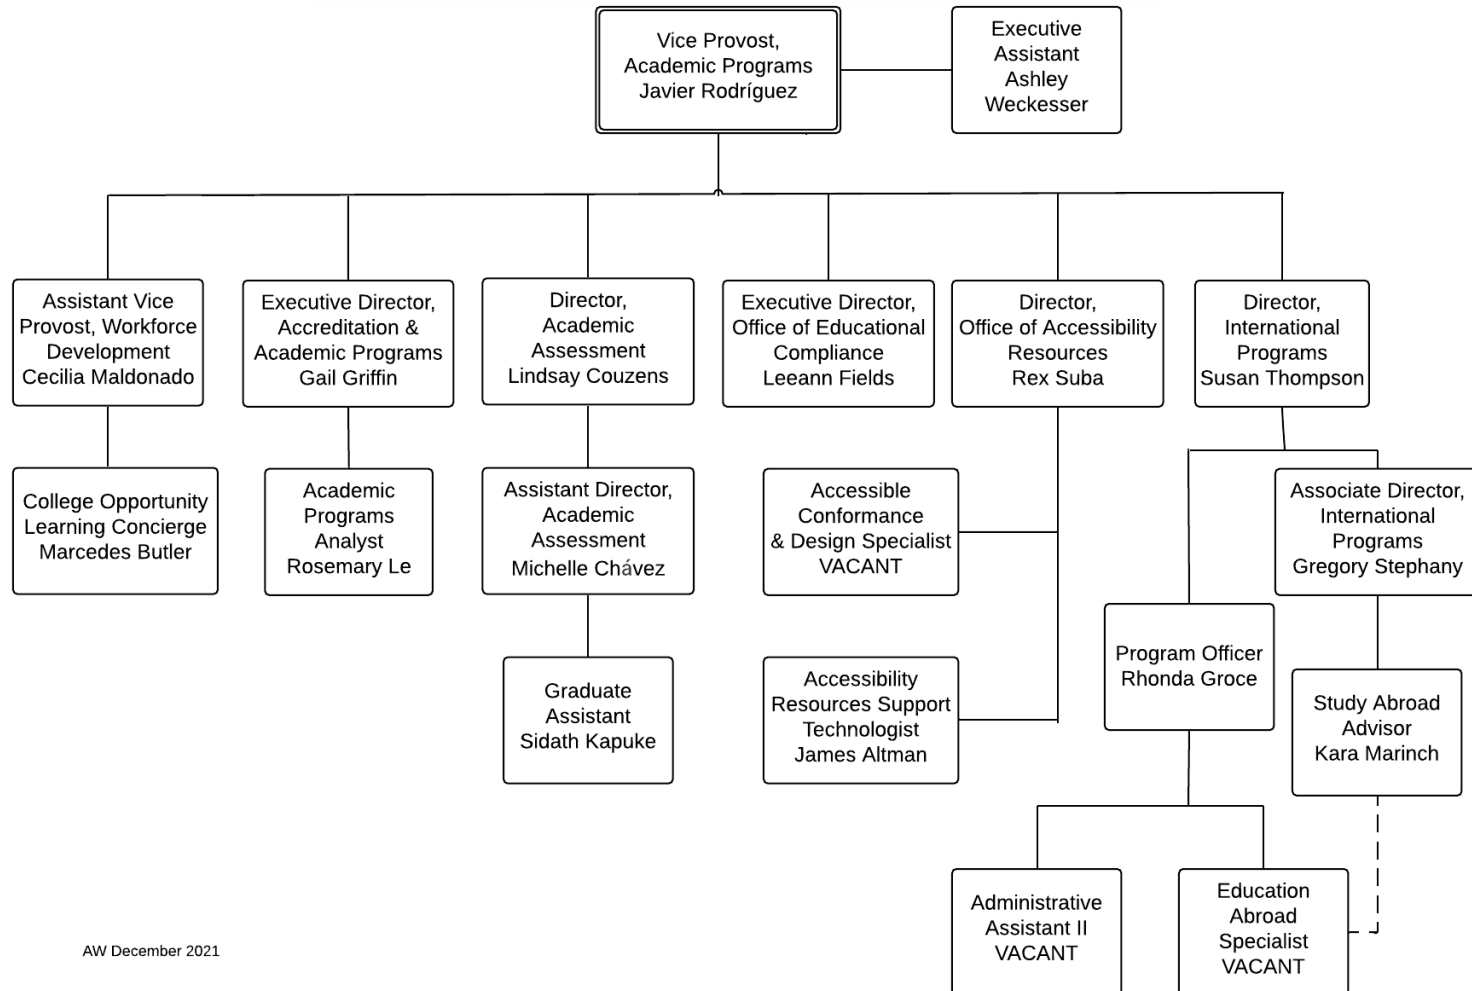 Vice Provost,
Academic Programs
Javier Rodríguez
Executive
Assistant
Ashley
Weckesser
Assistant Vice
Provost, Workforce
Development
Cecilia Maldonado
Executive Director,
Accreditation &
Academic Programs
Gail Griffin
Director,
Academic
Assessment
Lindsay Couzens
Executive Director,
Office of Educational
Compliance
Leeann Fields
Director,
Office of Accessibility
Resources
Rex Suba
Director,
International
Programs
Susan Thompson
College Opportunity
Learning Concierge
Marcedes Butler
Academic
Programs
Analyst
Rosemary Le
Assistant Director,
Academic
Assessment
Michelle Chávez
Accessible
Conformance
& Design Specialist
VACANT
Associate Director,
International
Programs
Gregory Stephany
Graduate
Assistant
Sidath Kapuke
Accessibility
Resources Support
Technologist
James Altman
Program Officer
Rhonda Groce
Study Abroad
Advisor
Kara Marinch
Administrative
Assistant II
VACANT
Education
Abroad
Specialist
VACANT
AW December 2021